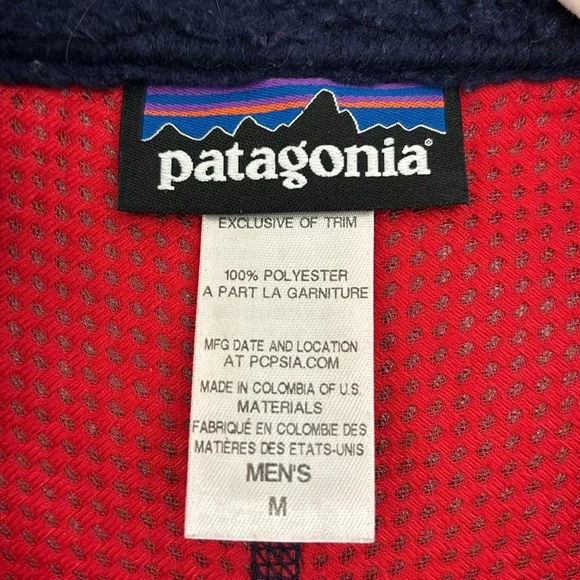 patagonia®
EXCLUSIVE OF TRIM
100% POLYESTER
A PART LA GARNITURE
MFG DATE AND LOCATION
AT PCPSIA.COM
MADE IN COLOMBIA OF U.S.
MATERIALS
FABRIQUÉ EN COLOMBIE DES
MATIÈRES DES ETATS-UNIS
MEN'S
M